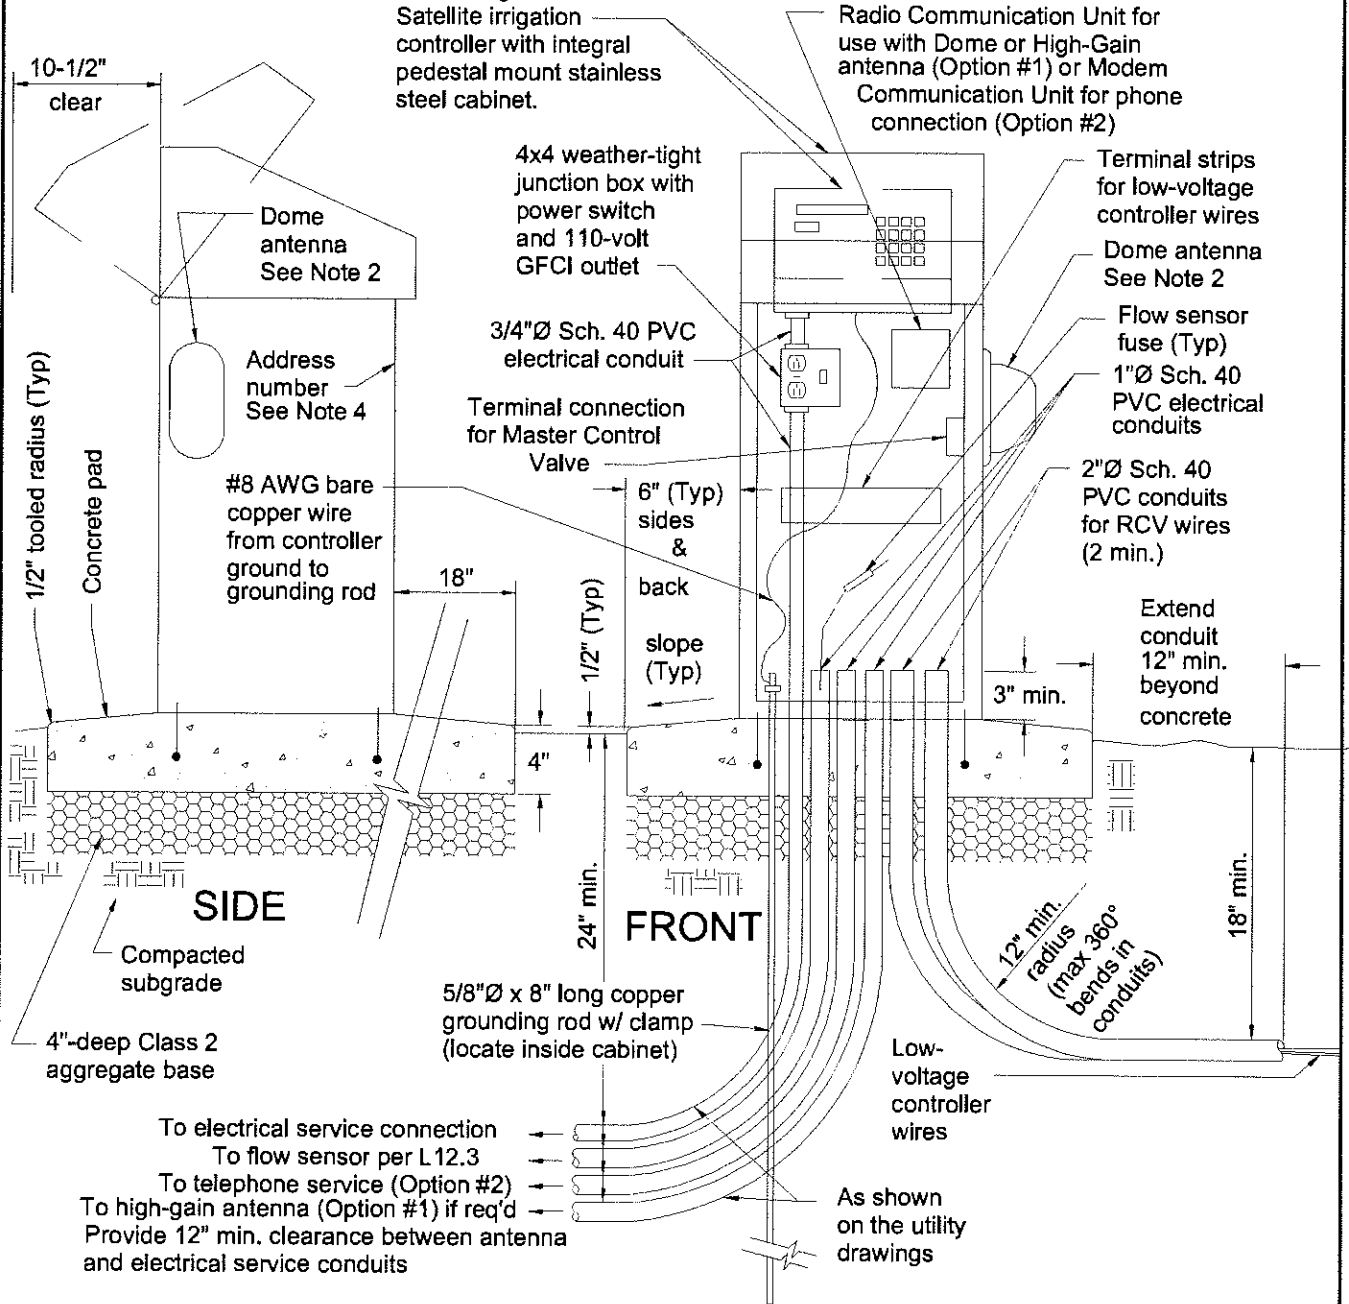 Satellite irrigation
controller with integral
pedestal mount stainless
steel cabinet.
Radio Communication Unit for
use with Dome or High-Gain
antenna (Option #1) or Modem
Communication Unit for phone
connection (Option #2)
10-1/2"
clear
4x4 weather-tight
junction box with
power switch
and 110-volt
GFCI outlet
Terminal strips
for low-voltage
controller wires
Dome
antenna
See Note 2
Dome antenna
See Note 2
3/4"Ø Sch. 40 PVC
electrical conduit
Flow sensor
fuse (Typ)
Address
number
See Note 4
1"Ø Sch. 40
PVC electrical
conduits
Terminal connection
for Master Control
Valve
1/2" tooled radius (Typ)
Concrete pad
#8 AWG bare
copper wire
from controller
ground to
grounding rod
6" (Typ)
sides
&
back
2"Ø Sch. 40
PVC conduits
for RCV wires
(2 min.)
18"
1/2" (Typ)
slope
(Typ)
Extend
conduit
12" min.
beyond
concrete
3" min.
4"
SIDE
24" min.
FRONT
18" min.
12" min.
radius
(max 360°
bends in
conduits)
Compacted
subgrade
5/8"Ø x 8" long copper
grounding rod w/ clamp
(locate inside cabinet)
4"-deep Class 2
aggregate base
Low-
voltage
controller
wires
To electrical service connection
To flow sensor per L12.3
To telephone service (Option #2)
To high-gain antenna (Option #1) if req'd
Provide 12" min. clearance between antenna
and electrical service conduits
As shown
on the utility
drawings